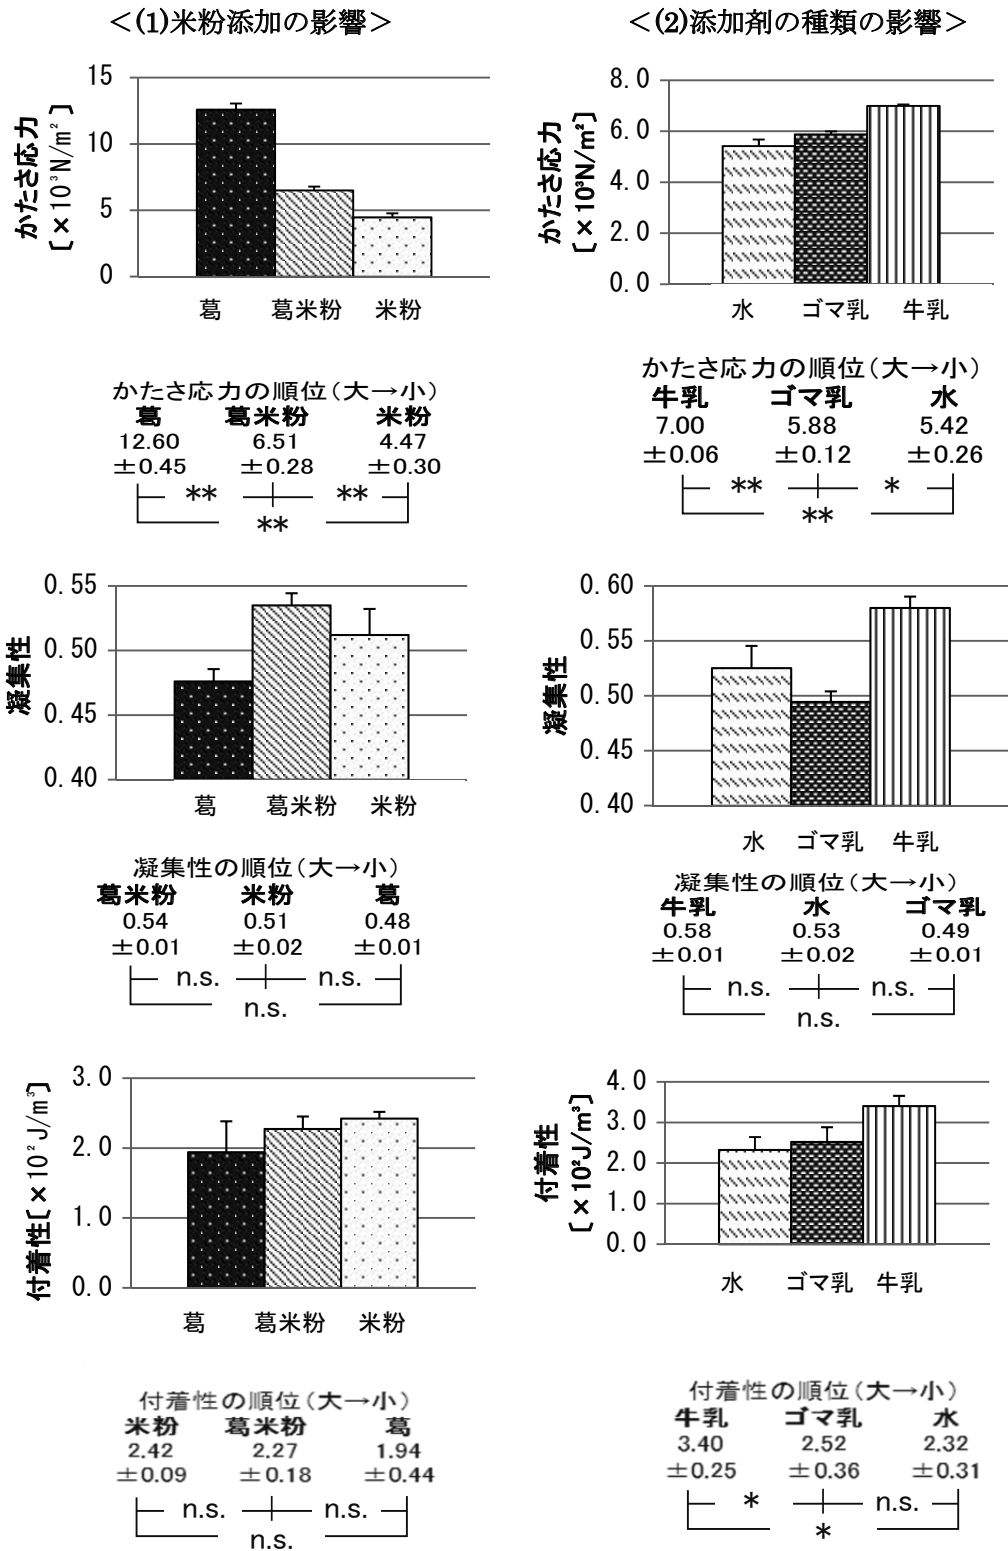 ＜(1)米粉添加の影響＞
かたさ応力
[×10³N/m²]
15
10
5
0
葛 葛米粉 米粉
かたさ応力の順位(大→小)
葛 葛米粉 米粉
12.60 6.51 4.47
±0.45 ±0.28 ±0.30
** **
**
凝集性
0.55
0.50
0.45
0.40
葛 葛米粉 米粉
凝集性の順位(大→小)
葛米粉 米粉 葛
0.54 0.51 0.48
±0.01 ±0.02 ±0.01
n.s. n.s.
n.s.
付着性[×10²J/m³]
3.0
2.0
1.0
0.0
葛 葛米粉 米粉
付着性の順位(大→小)
米粉 葛米粉 葛
2.42 2.27 1.94
±0.09 ±0.18 ±0.44
n.s. n.s.
n.s.
＜(2)添加剤の種類の影響＞
かたさ応力
[×10³N/m²]
8.0
6.0
4.0
2.0
0.0
水 ゴマ乳 牛乳
かたさ応力の順位(大→小)
牛乳 ゴマ乳 水
7.00 5.88 5.42
±0.06 ±0.12 ±0.26
** *
**
凝集性
0.60
0.55
0.50
0.45
0.40
水 ゴマ乳 牛乳
凝集性の順位(大→小)
牛乳 水 ゴマ乳
0.58 0.53 0.49
±0.01 ±0.02 ±0.01
n.s. n.s.
n.s.
付着性
[×10²J/m³]
4.0
3.0
2.0
1.0
0.0
水 ゴマ乳 牛乳
付着性の順位(大→小)
牛乳 ゴマ乳 水
3.40 2.52 2.32
±0.25 ±0.36 ±0.31
* n.s.
*